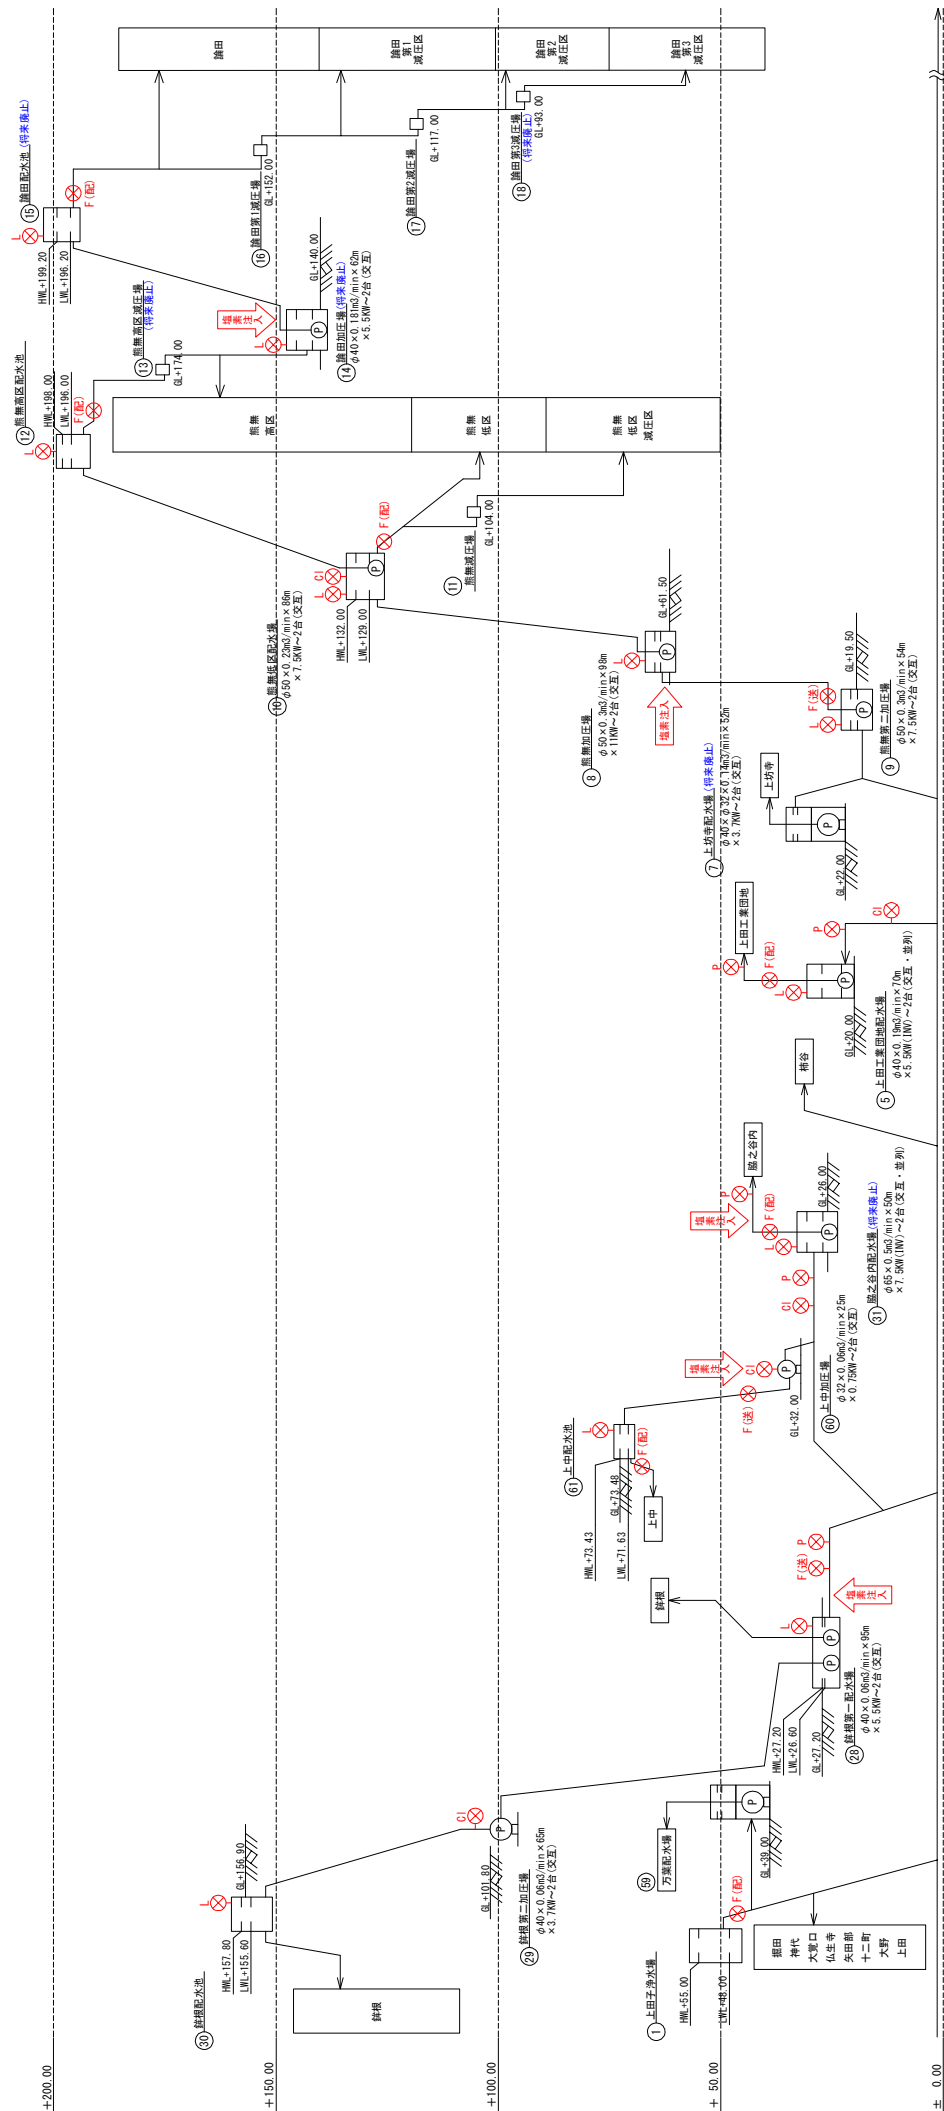 +200.00
+150.00
+100.00
+ 50.00
± 0.00
30 鉾根配水池
HWL+157.80
LWL+155.60
L
GL+156.90
鉾根
Cl
P
GL+101.80
29 鉾根第二加圧場
φ40×0.06m3/min×65m
×3.7KW～2台(交互)
1 上田子浄水場
HWL+55.00
LWL+48.00
F(配)
堀田
神代
大覚口
仏生寺
矢田部
十二町
大野
上田
59
万葉配水場
P
GL+39.00
HWL+27.20
LWL+26.60
GL+27.20
28 鉾根第一配水場
φ40×0.06m3/min×95m
×5.5KW～2台(交互)
P
P
L
鉾根
塩素注入
F(送)
P
61 上中配水池
HWL+73.43
GL+73.48
LWL+71.63
L
F(配)
上中
F(送)
塩素注入
Cl
P
GL+32.00
60 上中加圧場
φ32×0.06m3/min×25m
×0.75KW～2台(交互)
Cl
P
31 脇之谷内配水場(将来廃止)
φ65×0.5m3/min×50m
×7.5KW(INV)～2台(交互・並列)
L
P
F(配)
塩素注入
P
脇之谷内
GL+26.00
柿谷
5 上田工業団地配水場
φ40×0.19m3/min×70m
×5.5KW(INV)～2台(交互・並列)
GL+20.00
L
P
F(配)
P
上田工業団地
P
Cl
7 上坊寺配水場(将来廃止)
φ40×φ32×0.14m3/min×52m
×3.7KW～2台(交互)
上坊寺
P
GL+22.00
9 熊無第二加圧場
φ50×0.3m3/min×54m
×7.5KW～2台(交互)
L
F(送)
P
GL+19.50
8 熊無加圧場
φ50×0.3m3/min×98m
×11KW～2台(交互)
塩素注入
L
P
GL+61.50
10 熊無低区配水場
φ50×0.23m3/min×86m
×7.5KW～2台(交互)
HWL+132.00
LWL+129.00
L
Cl
P
F(配)
11 熊無減圧場
GL+104.00
12 熊無高区配水池
HWL+198.00
LWL+196.00
L
F(配)
13 熊無高区減圧場
(将来廃止)
GL+174.00
熊無
高区
熊無
低区
熊無
低区
減圧区
14 論田加圧場(将来廃止)
φ40×0.181m3/min×62m
×5.5KW～2台(交互)
塩素注入
L
P
GL+140.00
15 論田配水池(将来廃止)
HWL+199.20
LWL+196.20
L
F(配)
16 論田第1減圧場
GL+152.00
17 論田第2減圧場
GL+117.00
18 論田第3減圧場
(将来廃止)
GL+93.00
論田
論田
第1
減圧区
論田
第2
減圧区
論田
第3
減圧区